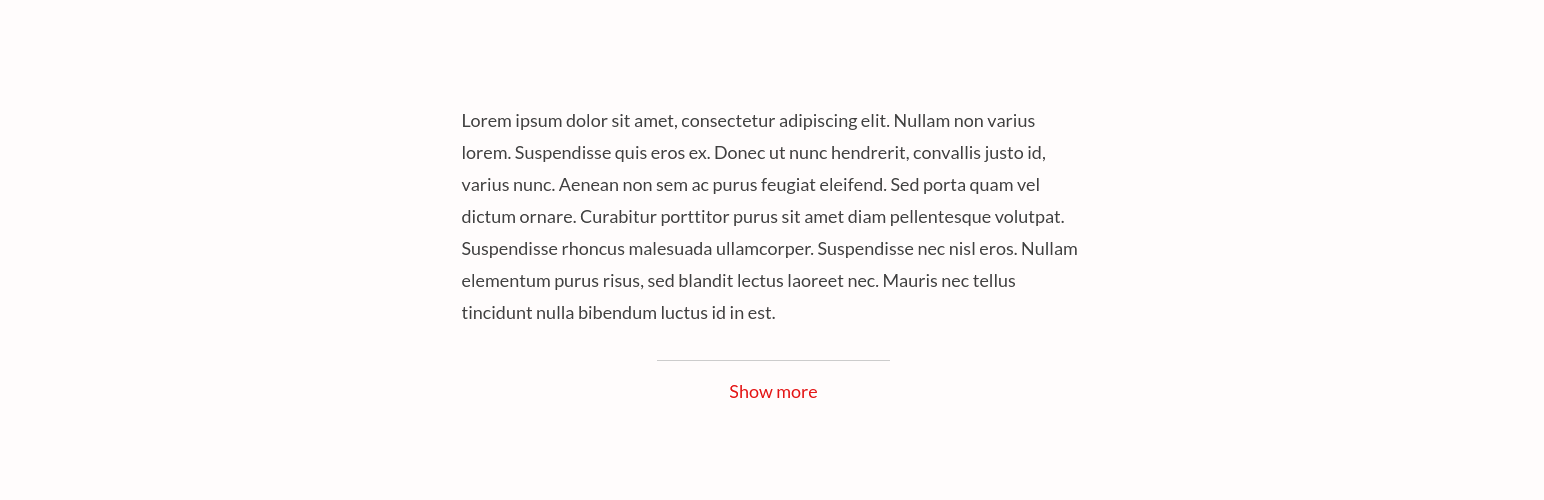 Lorem ipsum dolor sit amet, consectetur adipiscing elit. Nullam non varius
lorem. Suspendisse quis eros ex. Donec ut nunc hendrerit, convallis justo id,
varius nunc. Aenean non sem ac purus feugiat eleifend. Sed porta quam vel
dictum ornare. Curabitur porttitor purus sit amet diam pellentesque volutpat.
Suspendisse rhoncus malesuada ullamcorper. Suspendisse nec nisl eros. Nullam
elementum purus risus, sed blandit lectus laoreet nec. Mauris nec tellus
tincidunt nulla bibendum luctus id in est.
Show more